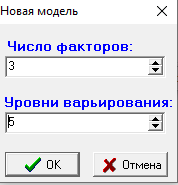 Новая модель
Число факторов:
3
Уровни варьирования:
5
OK
Отмена